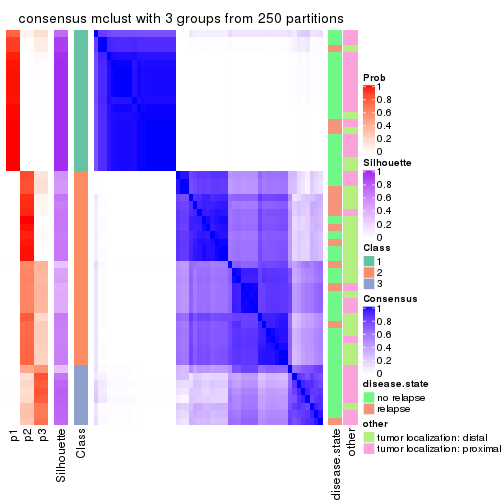 consensus mclust with 3 groups from 250 partitions
Prob
1
0.8
0.6
0.4
0.2
0
Silhouette
1
0.8
0.6
0.4
0.2
0
Class
1
2
3
Consensus
1
0.8
0.6
0.4
0.2
0
disease.state
no relapse
relapse
other
tumor localization: distal
tumor localization: proximal
p1
p2
p3
Silhouette
Class
disease.state
other